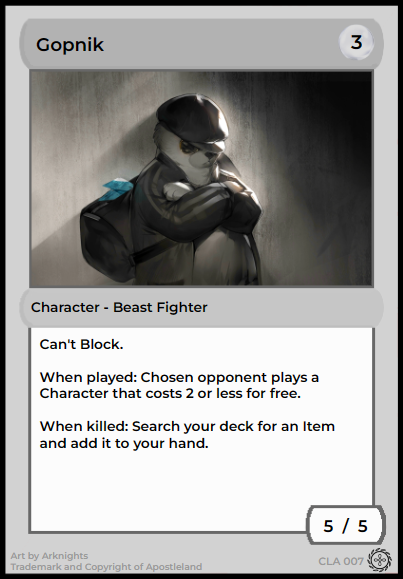 Gopnik
3
Character - Beast Fighter
Can't Block.
When played: Chosen opponent plays a
Character that costs 2 or less for free.
When killed: Search your deck for an Item
and add it to your hand.
5 / 5
Art by Arknights
Trademark and Copyright of Apostleland
CLA 007